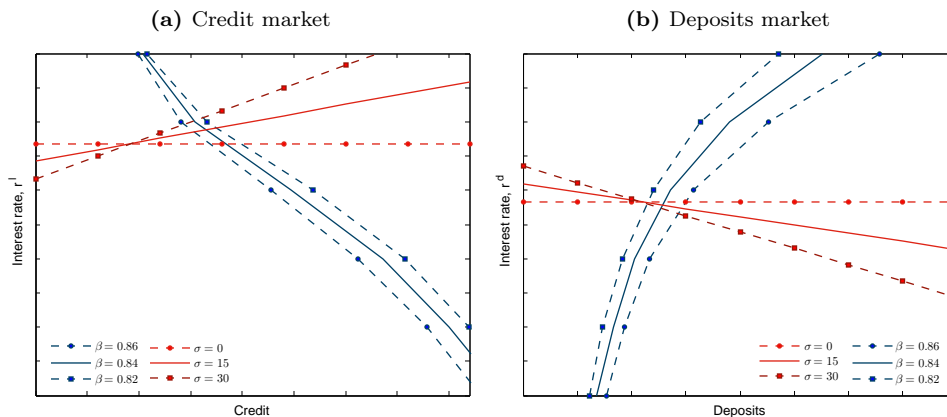 (a) Credit market
Interest rate, r^l
β = 0.86
β = 0.84
β = 0.82
σ = 0
σ = 15
σ = 30
Credit
(b) Deposits market
Interest rate, r^d
σ = 0
σ = 15
σ = 30
β = 0.86
β = 0.84
β = 0.82
Deposits